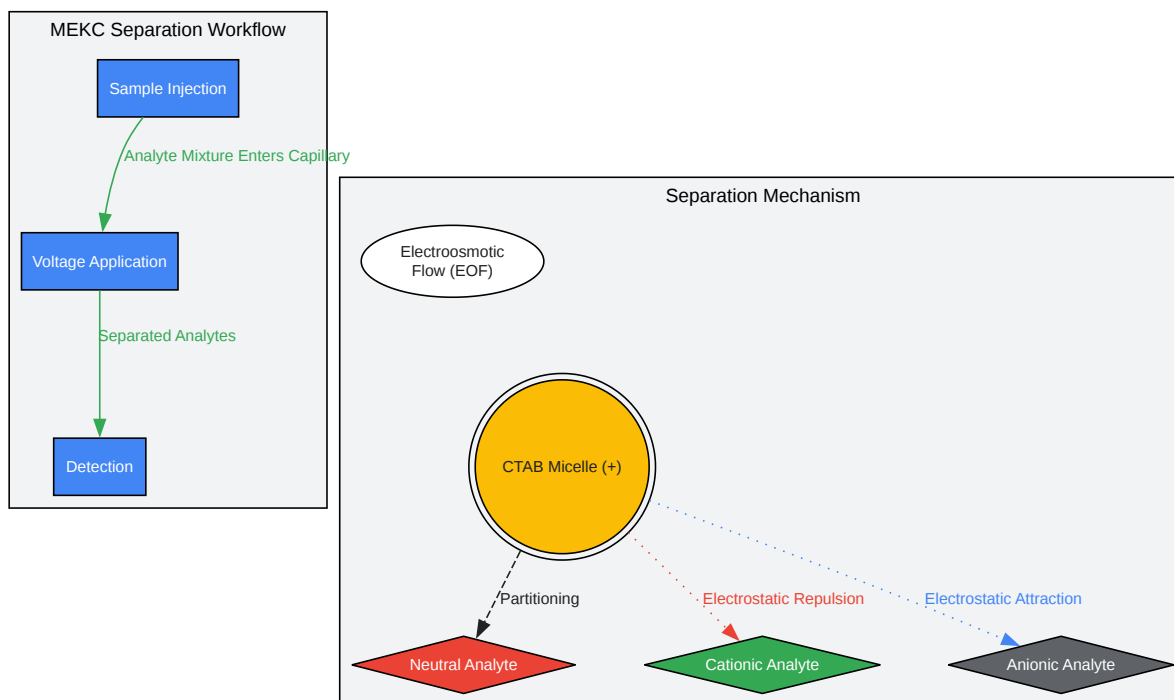 MEKC Separation Workflow
Sample Injection
Analyte Mixture Enters Capillary
Voltage Application
Separated Analytes
Detection
Separation Mechanism
Electroosmotic
Flow (EOF)
CTAB Micelle (+)
Partitioning
Electrostatic Repulsion
Electrostatic Attraction
Neutral Analyte
Cationic Analyte
Anionic Analyte